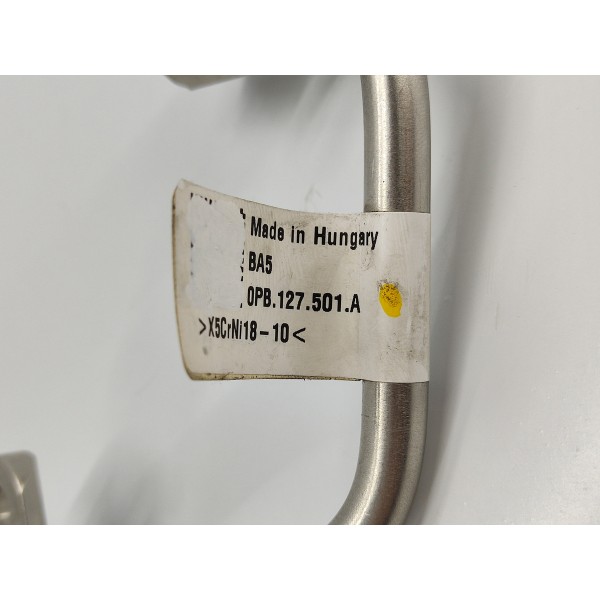 Made in Hungary
BA5
0PB.127.501.A
>X5CrNi18-10<